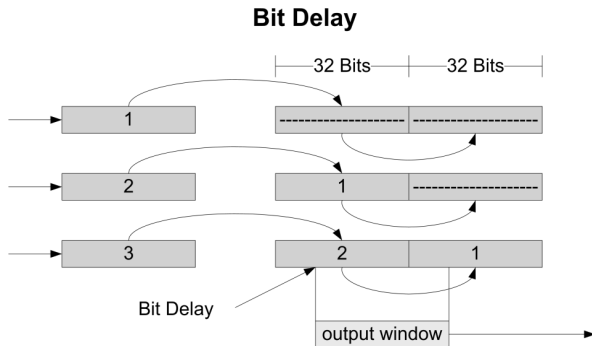 Bit Delay
32 Bits 32 Bits
1 -------------------- --------------------
2 1 --------------------
3 2 1
Bit Delay
output window